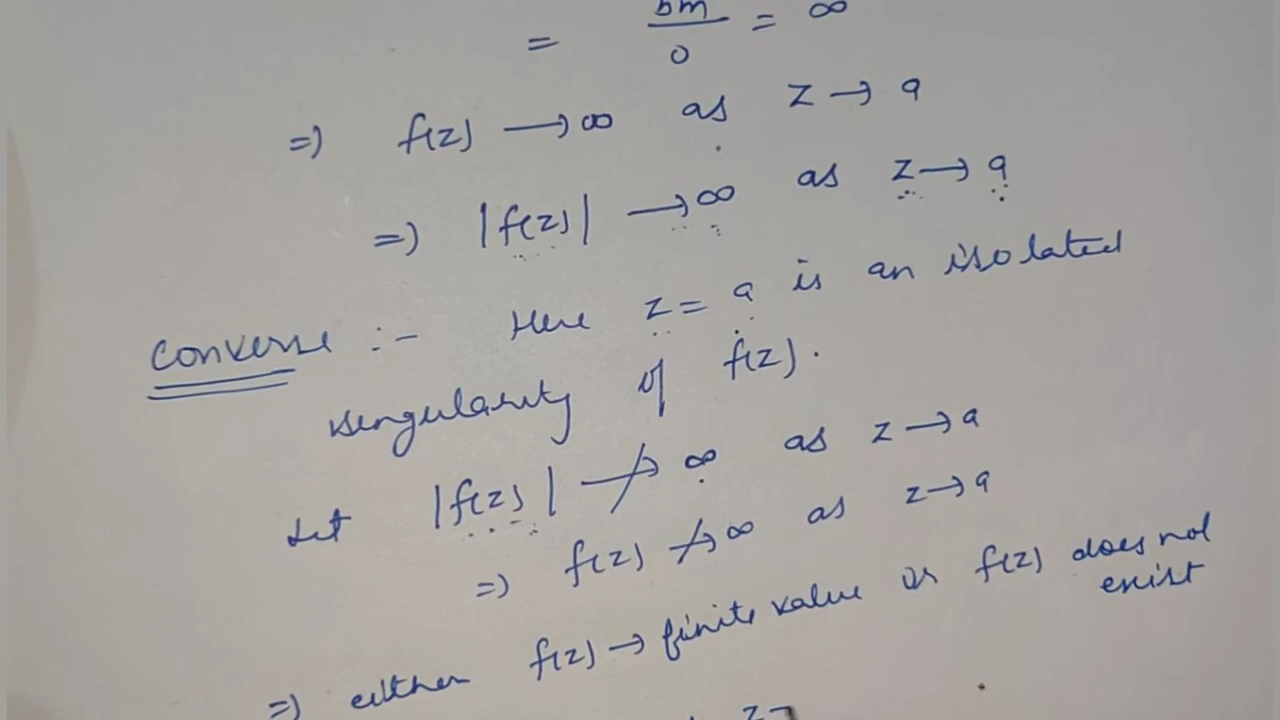 = bm/0 = ∞
=) f(z) → ∞ as z → a
=) |f(z)| → ∞ as z → a
Converse :- Here z = a is an isolated
singularity of f(z).
Let |f(z)| ↛ ∞ as z → a
=) f(z) ↛ ∞ as z → a
=) either f(z) → finite value or f(z) does not
exist